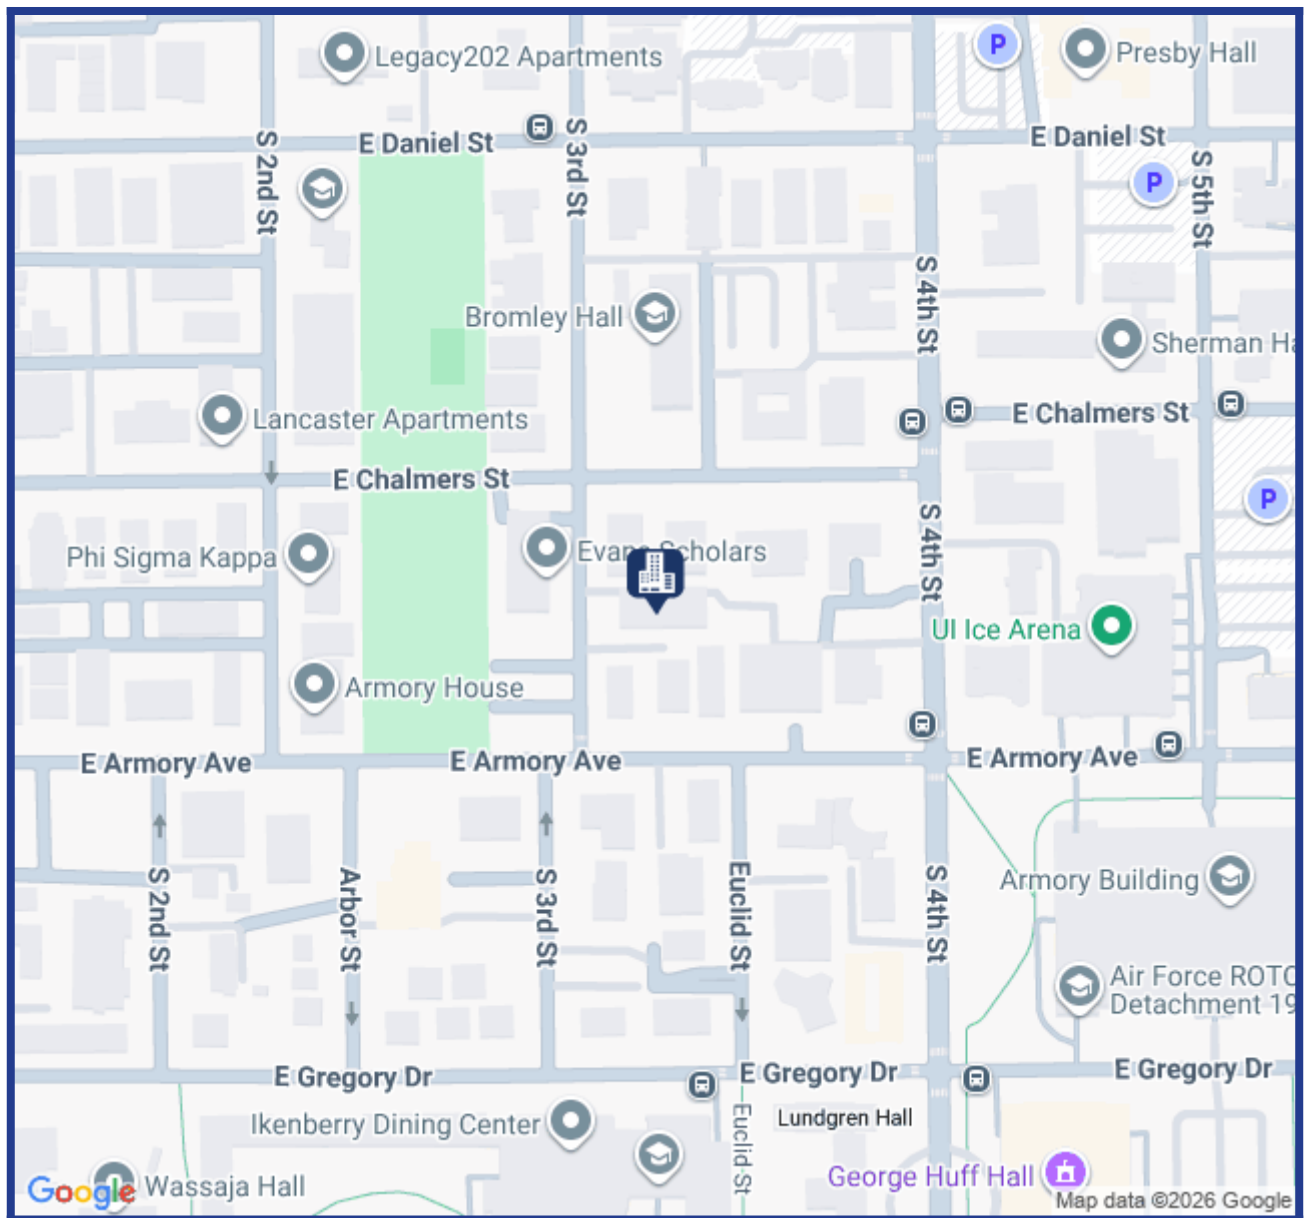 Legacy202 Apartments
P
Presby Hall
E Daniel St
E Daniel St
S 2nd St
S 3rd St
S 5th St
P
S 4th St
Bromley Hall
Sherman Ha
Lancaster Apartments
E Chalmers St
E Chalmers St
P
S 4th St
Phi Sigma Kappa
Evans Scholars
UI Ice Arena
Armory House
E Armory Ave
E Armory Ave
E Armory Ave
S 2nd St
Arbor St
S 3rd St
Euclid St
S 4th St
Armory Building
Air Force ROTC
Detachment 19
E Gregory Dr
E Gregory Dr
E Gregory Dr
Ikenberry Dining Center
Euclid St
Lundgren Hall
George Huff Hall
Google
Wassaja Hall
Map data ©2026 Google